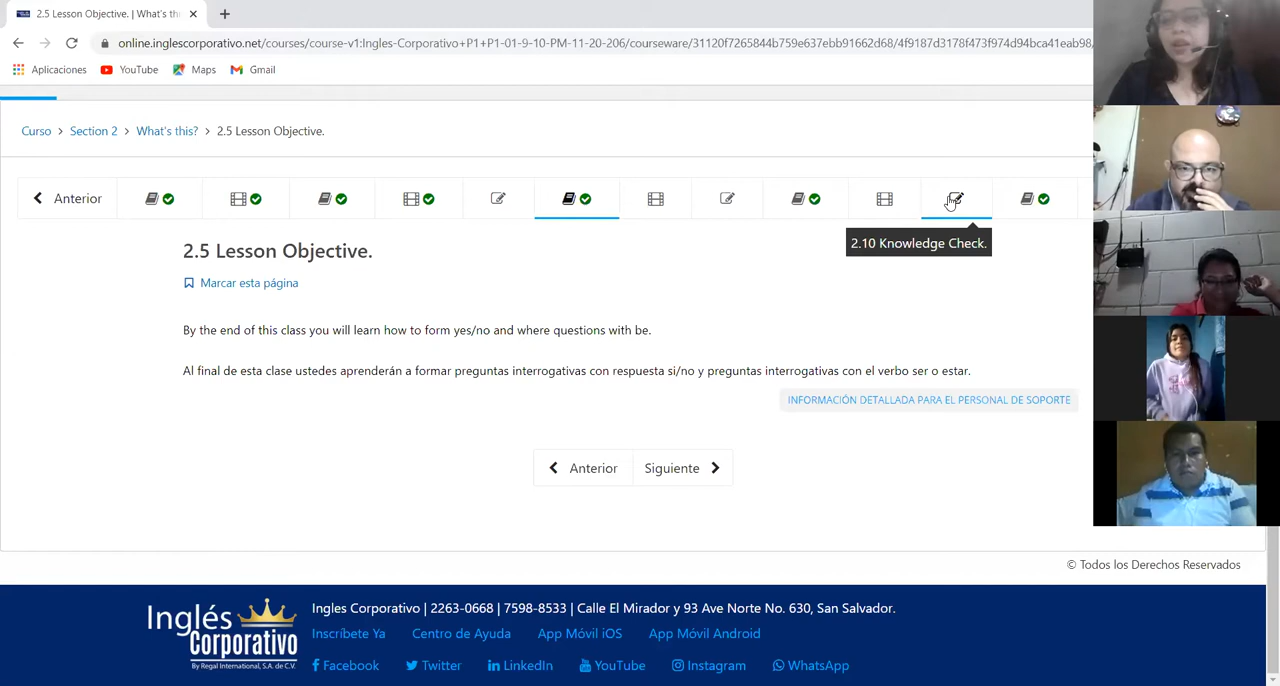 2.5 Lesson Objective. | What's thi
online.inglescorporativo.net/courses/course-v1:Ingles-Corporativo+P1+P1-01-9-10-PM-11-20-206/courseware/31120f7265844b759e637ebb91662d68/4f9187d3178f473f974d94bca41eab98/
Aplicaciones YouTube Maps Gmail
Curso > Section 2 > What's this? > 2.5 Lesson Objective.
Anterior
2.10 Knowledge Check.
2.5 Lesson Objective.
Marcar esta página
By the end of this class you will learn how to form yes/no and where questions with be.
Al final de esta clase ustedes aprenderán a formar preguntas interrogativas con respuesta si/no y preguntas interrogativas con el verbo ser o estar.
INFORMACIÓN DETALLADA PARA EL PERSONAL DE SOPORTE
Anterior Siguiente
© Todos los Derechos Reservados
Inglés Corporativo
By Regal International, S.A. de C.V.
Ingles Corporativo | 2263-0668 | 7598-8533 | Calle El Mirador y 93 Ave Norte No. 630, San Salvador.
Inscríbete Ya Centro de Ayuda App Móvil iOS App Móvil Android
Facebook Twitter LinkedIn YouTube Instagram WhatsApp